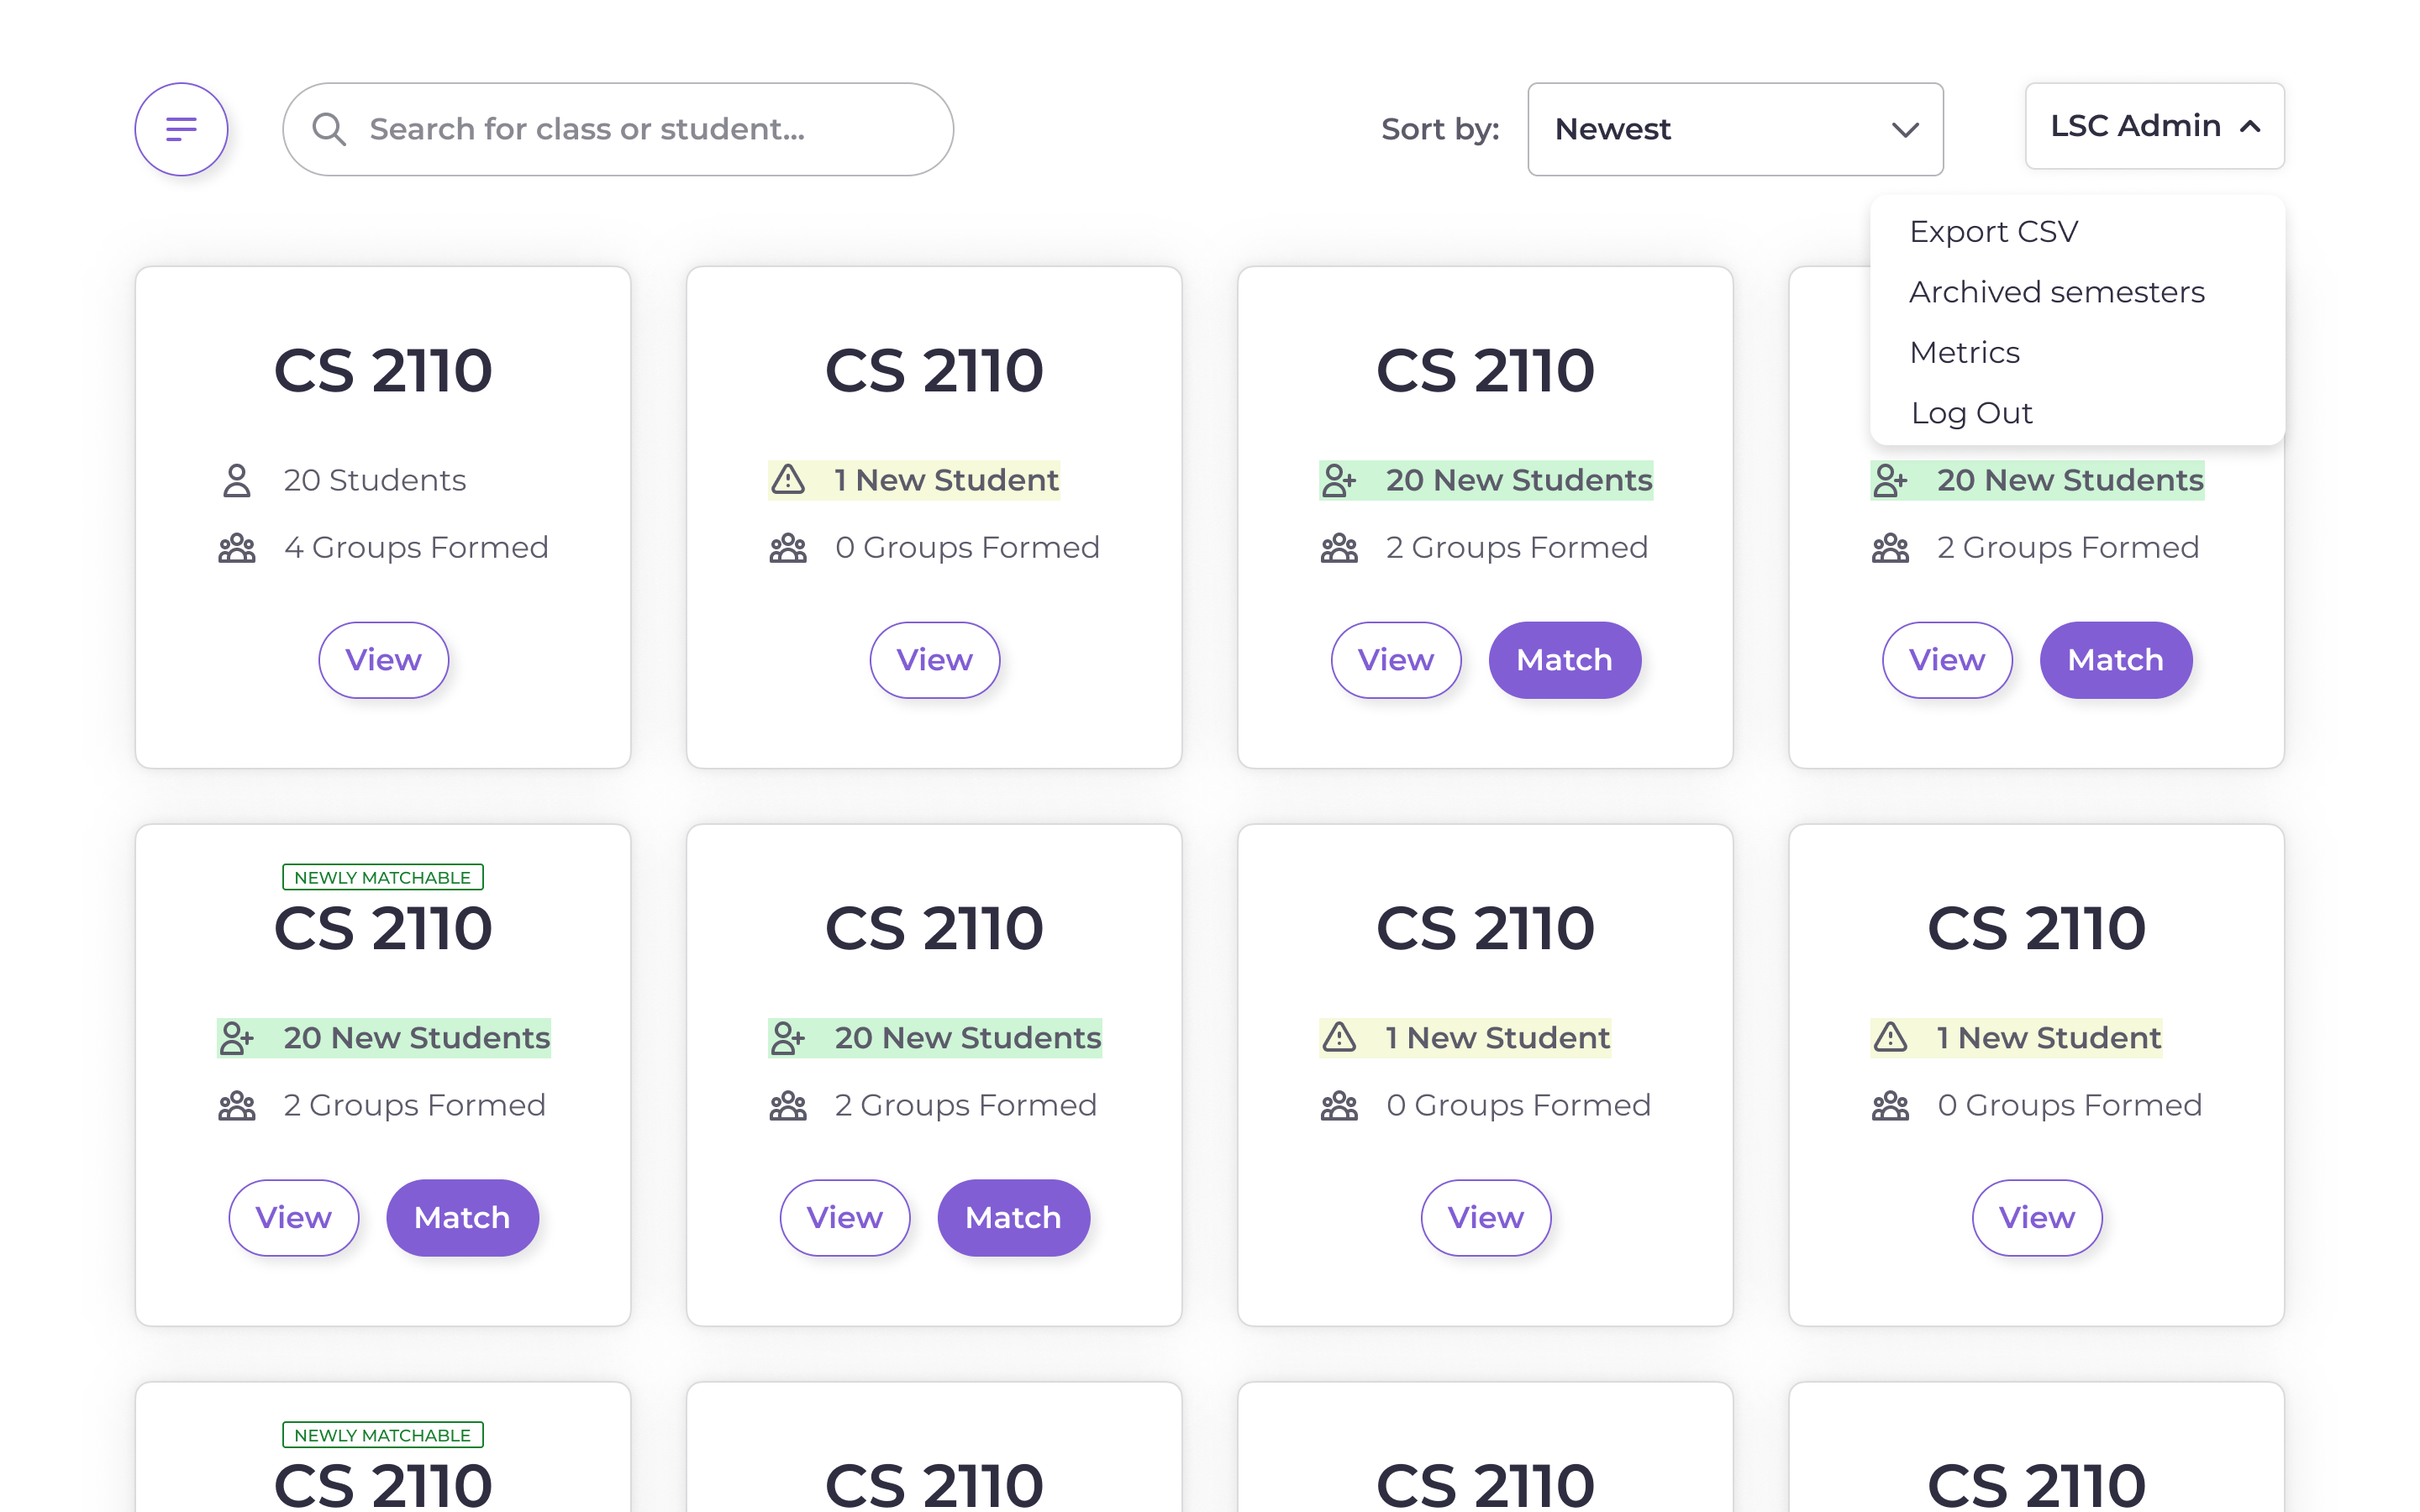 Search for class or student...
Sort by:
Newest
LSC Admin
Export CSV
Archived semesters
Metrics
Log Out
CS 2110
20 Students
4 Groups Formed
View
CS 2110
1 New Student
0 Groups Formed
View
CS 2110
20 New Students
2 Groups Formed
View
Match
20 New Students
2 Groups Formed
View
Match
NEWLY MATCHABLE
CS 2110
20 New Students
2 Groups Formed
View
Match
CS 2110
20 New Students
2 Groups Formed
View
Match
CS 2110
1 New Student
0 Groups Formed
View
CS 2110
1 New Student
0 Groups Formed
View
NEWLY MATCHABLE
CS 2110
CS 2110
CS 2110
CS 2110